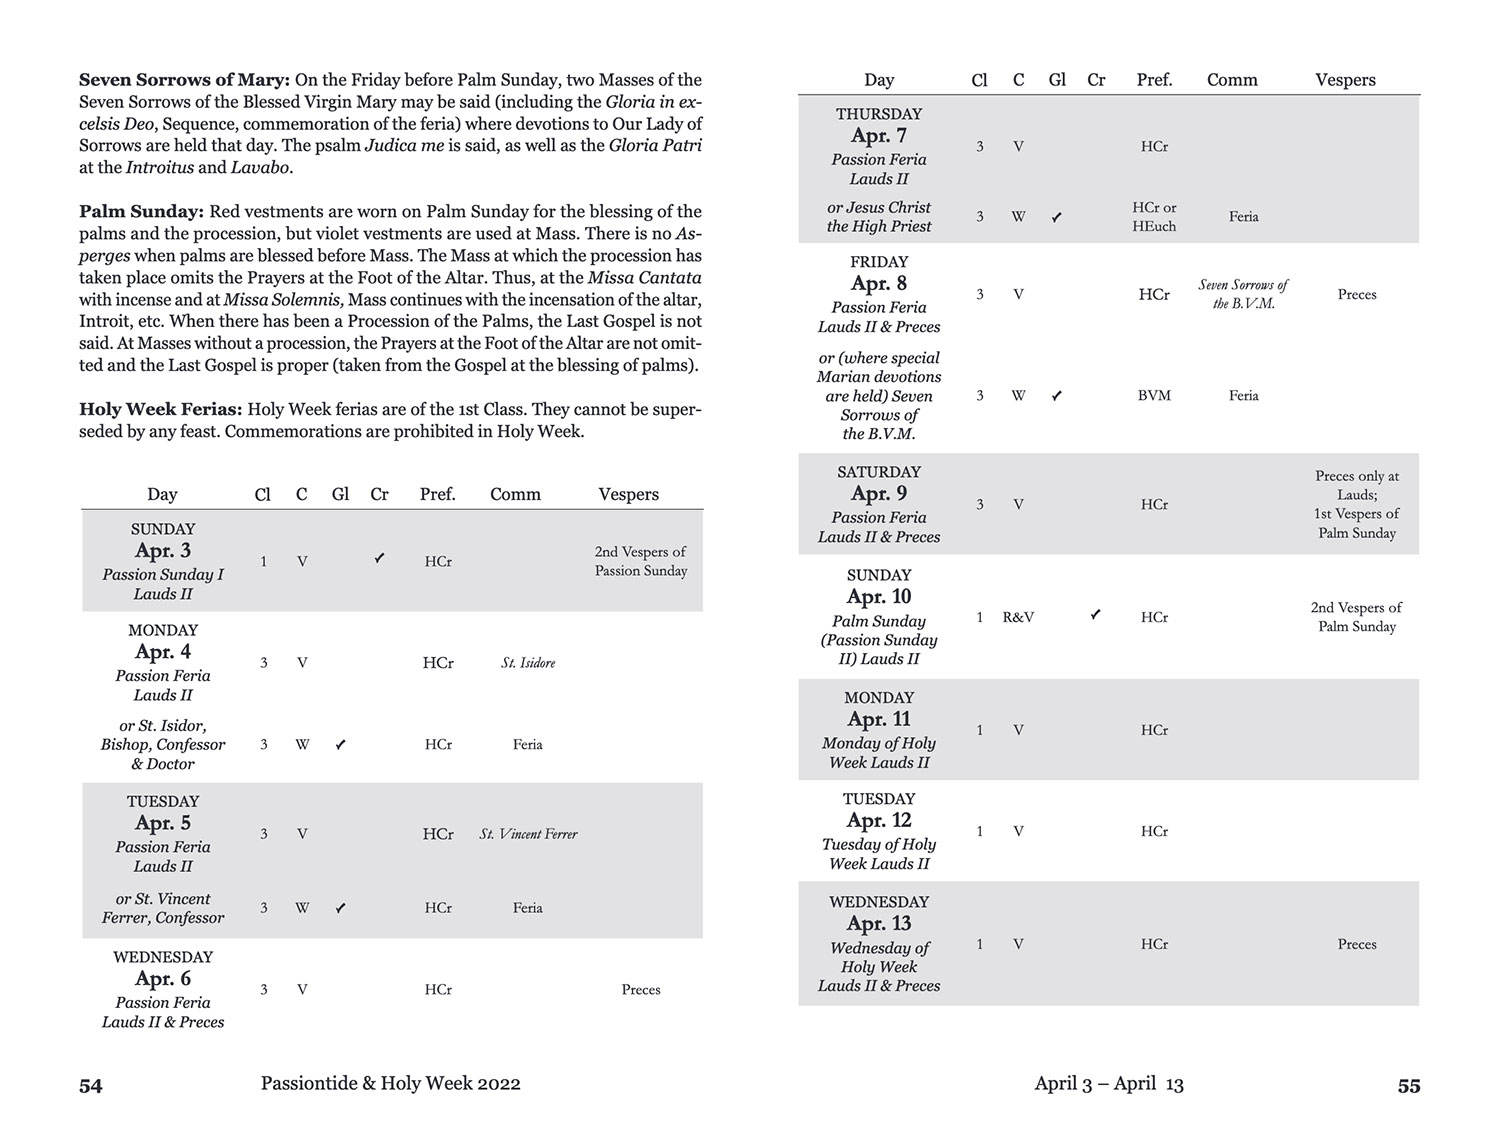 Seven Sorrows of Mary: On the Friday before Palm Sunday, two Masses of the
Seven Sorrows of the Blessed Virgin Mary may be said (including the Gloria in ex-
celsis Deo, Sequence, commemoration of the feria) where devotions to Our Lady of
Sorrows are held that day. The psalm Judica me is said, as well as the Gloria Patri
at the Introitus and Lavabo.
Palm Sunday: Red vestments are worn on Palm Sunday for the blessing of the
palms and the procession, but violet vestments are used at Mass. There is no As-
perges when palms are blessed before Mass. The Mass at which the procession has
taken place omits the Prayers at the Foot of the Altar. Thus, at the Missa Cantata
with incense and at Missa Solemnis, Mass continues with the incensation of the altar,
Introit, etc. When there has been a Procession of the Palms, the Last Gospel is not
said. At Masses without a procession, the Prayers at the Foot of the Altar are not omit-
ted and the Last Gospel is proper (taken from the Gospel at the blessing of palms).
Holy Week Ferias: Holy Week ferias are of the 1st Class. They cannot be super-
seded by any feast. Commemorations are prohibited in Holy Week.
Day Cl C Gl Cr Pref. Comm Vespers
SUNDAY
Apr. 3
Passion Sunday I
Lauds II
1 V ✓ HCr
2nd Vespers of
Passion Sunday
MONDAY
Apr. 4
Passion Feria
Lauds II
3 V HCr St. Isidore
or St. Isidor,
Bishop, Confessor
& Doctor
3 W ✓ HCr Feria
TUESDAY
Apr. 5
Passion Feria
Lauds II
3 V HCr St. Vincent Ferrer
or St. Vincent
Ferrer, Confessor
3 W ✓ HCr Feria
WEDNESDAY
Apr. 6
Passion Feria
Lauds II & Preces
3 V HCr Preces
54 Passiontide & Holy Week 2022
Day Cl C Gl Cr Pref. Comm Vespers
THURSDAY
Apr. 7
Passion Feria
Lauds II
3 V HCr
or Jesus Christ
the High Priest
3 W ✓
HCr or
HEuch
Feria
FRIDAY
Apr. 8
Passion Feria
Lauds II & Preces
3 V HCr
Seven Sorrows of
the B.V.M.
Preces
or (where special
Marian devotions
are held) Seven
Sorrows of
the B.V.M.
3 W ✓ BVM Feria
SATURDAY
Apr. 9
Passion Feria
Lauds II & Preces
3 V HCr
Preces only at
Lauds;
1st Vespers of
Palm Sunday
SUNDAY
Apr. 10
Palm Sunday
(Passion Sunday
II) Lauds II
1 R&V ✓ HCr
2nd Vespers of
Palm Sunday
MONDAY
Apr. 11
Monday of Holy
Week Lauds II
1 V HCr
TUESDAY
Apr. 12
Tuesday of Holy
Week Lauds II
1 V HCr
WEDNESDAY
Apr. 13
Wednesday of
Holy Week
Lauds II & Preces
1 V HCr Preces
April 3 – April 13 55